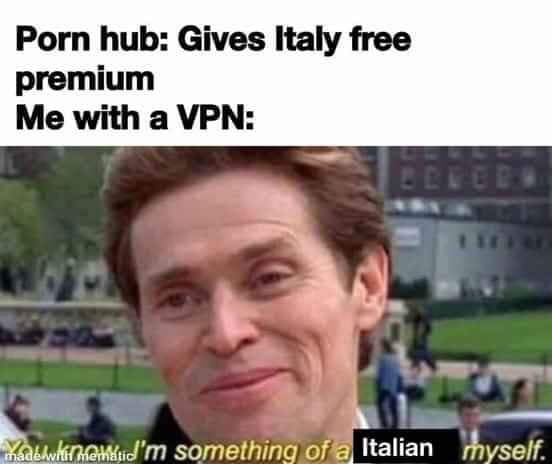 Porn hub: Gives Italy free
premium
Me with a VPN:
You know, I'm something of a Italian myself.
made with mematic